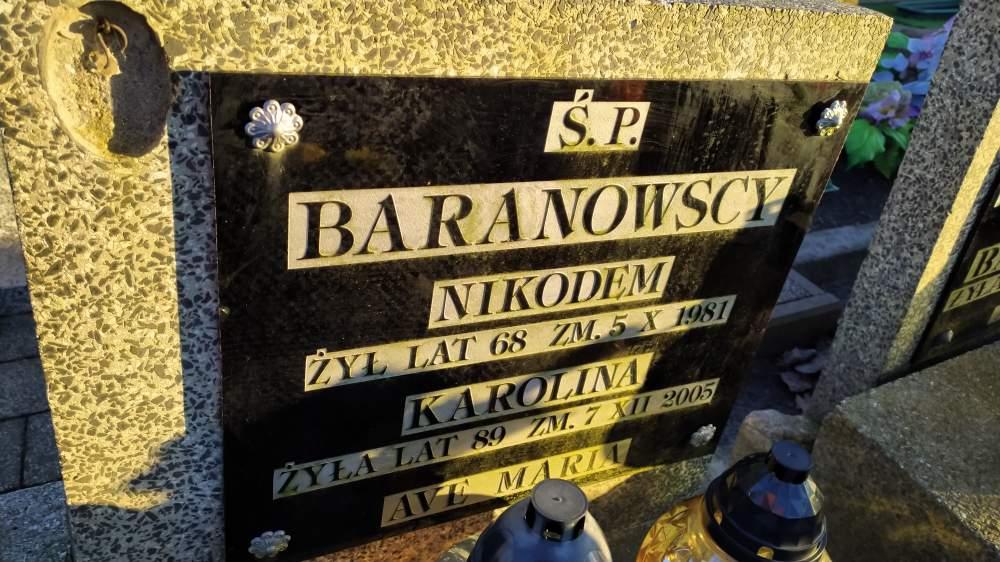 Ś.P.
BARANOWSCY
NIKODEM
ŻYŁ LAT 68 ZM. 5 X 1981
KAROLINA
ŻYŁA LAT 89 ZM. 7 XII 2005
AVE MARIA